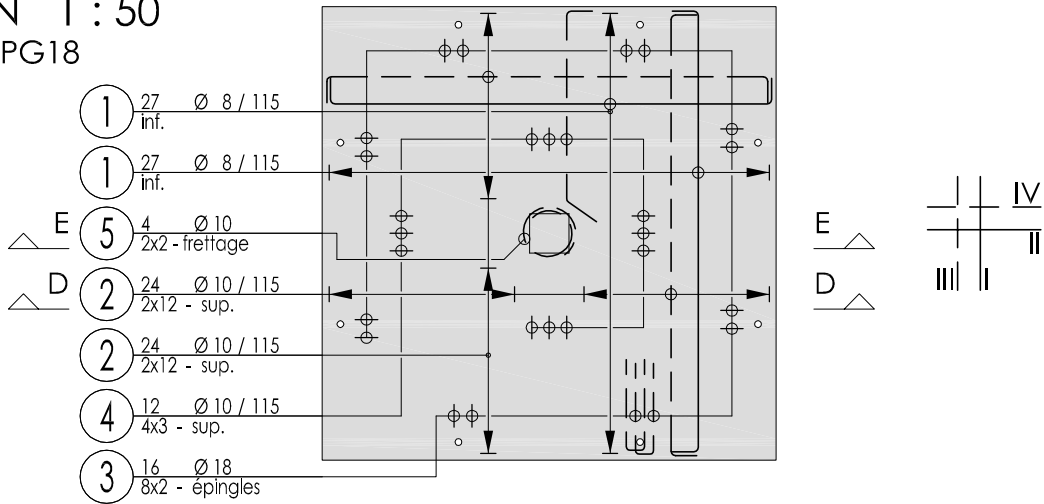 N 1 : 50
PG18
1 27 Ø 8 / 115
inf.
1 27 Ø 8 / 115
inf.
E 5 4 Ø 10 E
2x2 - frettage
D 2 24 Ø 10 / 115 D
2x12 - sup.
2 24 Ø 10 / 115
2x12 - sup.
4 12 Ø 10 / 115
4x3 - sup.
3 16 Ø 18
8x2 - épingles
IV
II
III I